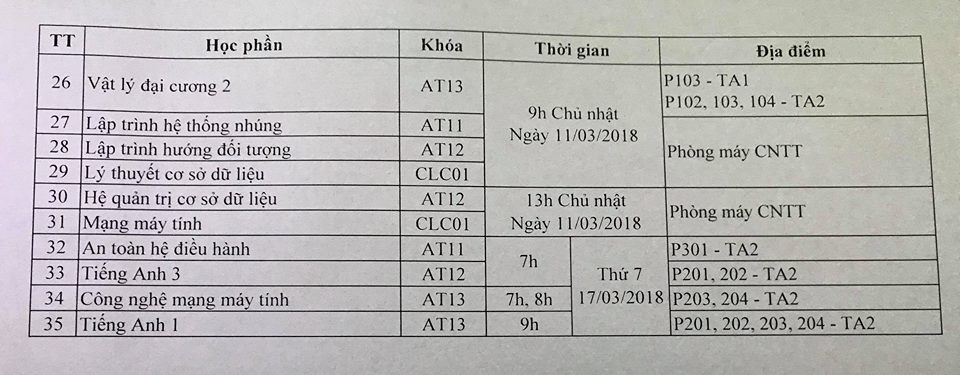 TT Học phần Khóa Thời gian Địa điểm
26 Vật lý đại cương 2 AT13 9h Chủ nhật Ngày 11/03/2018 P103 - TA1
P102, 103, 104 - TA2
27 Lập trình hệ thống nhúng AT11 Phòng máy CNTT
28 Lập trình hướng đối tượng AT12
29 Lý thuyết cơ sở dữ liệu CLC01
30 Hệ quản trị cơ sở dữ liệu AT12 13h Chủ nhật Phòng máy CNTT
31 Mạng máy tính CLC01 Ngày 11/03/2018
32 An toàn hệ điều hành AT11 7h Thứ 7 17/03/2018 P301 - TA2
33 Tiếng Anh 3 AT12 P201, 202 - TA2
34 Công nghệ mạng máy tính AT13 7h, 8h P203, 204 - TA2
35 Tiếng Anh 1 AT13 9h P201, 202, 203, 204 - TA2